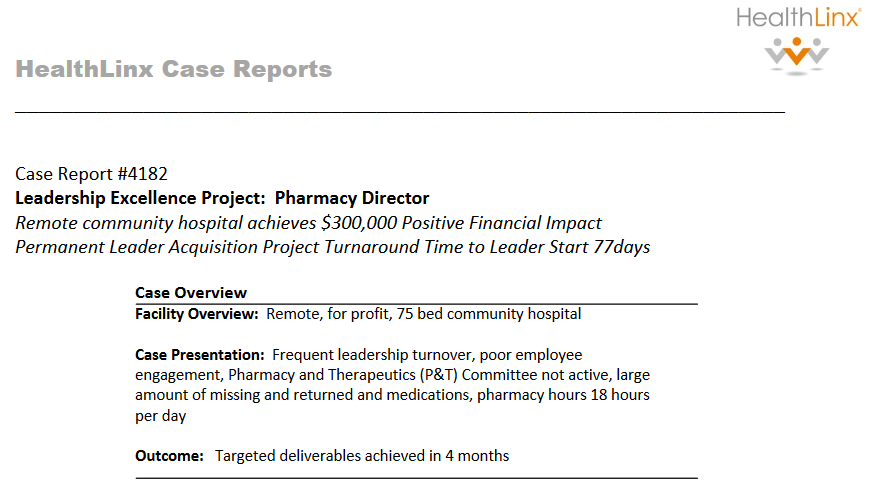 HealthLinx®
HealthLinx Case Reports
Case Report #4182
Leadership Excellence Project:  Pharmacy Director
Remote community hospital achieves $300,000 Positive Financial Impact
Permanent Leader Acquisition Project Turnaround Time to Leader Start 77days
Case Overview
Facility Overview:  Remote, for profit, 75 bed community hospital
Case Presentation:  Frequent leadership turnover, poor employee
engagement, Pharmacy and Therapeutics (P&T) Committee not active, large
amount of missing and returned and medications, pharmacy hours 18 hours
per day
Outcome:   Targeted deliverables achieved in 4 months